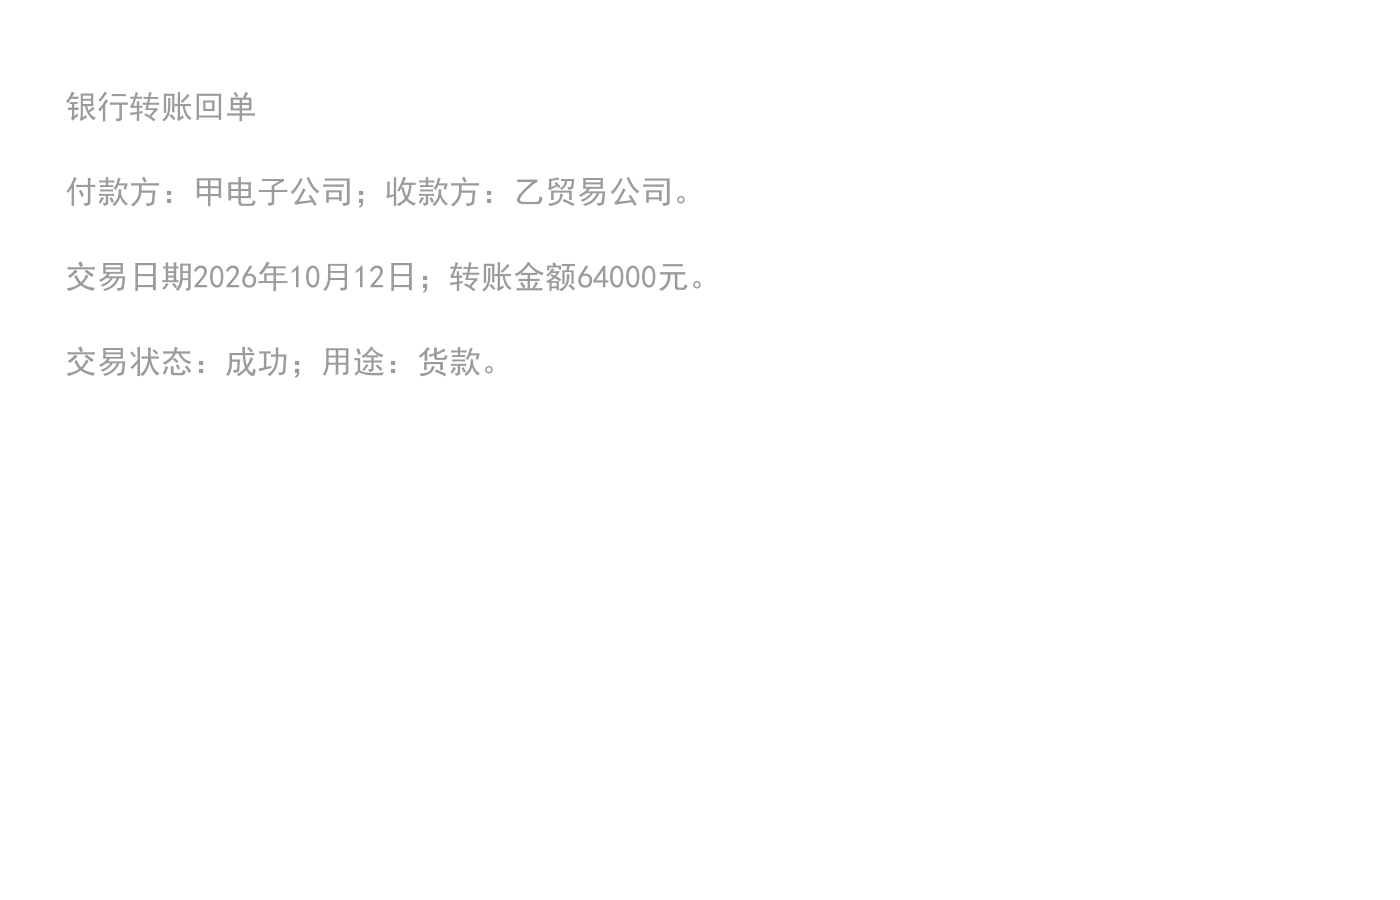 银行转账回单
付款方：甲电子公司；收款方：乙贸易公司。
交易日期2026年10月12日；转账金额64000元。
交易状态：成功；用途：货款。